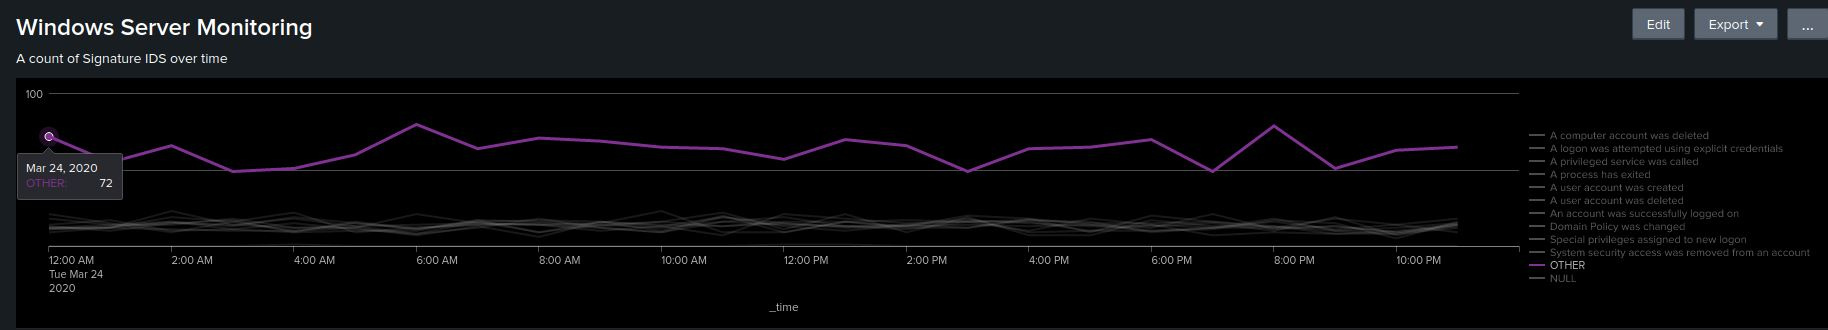 Windows Server Monitoring
Edit
Export
...
A count of Signature IDS over time
100
Mar 24, 2020
OTHER: 72
A computer account was deleted
A logon was attempted using explicit credentials
A privileged service was called
A process has exited
A user account was created
A user account was deleted
An account was successfully logged on
Domain Policy was changed
Special privileges assigned to new logon
System security access was removed from an account
OTHER
NULL
12:00 AM 2:00 AM 4:00 AM 6:00 AM 8:00 AM 10:00 AM 12:00 PM 2:00 PM 4:00 PM 6:00 PM 8:00 PM 10:00 PM
Tue Mar 24
2020
_time